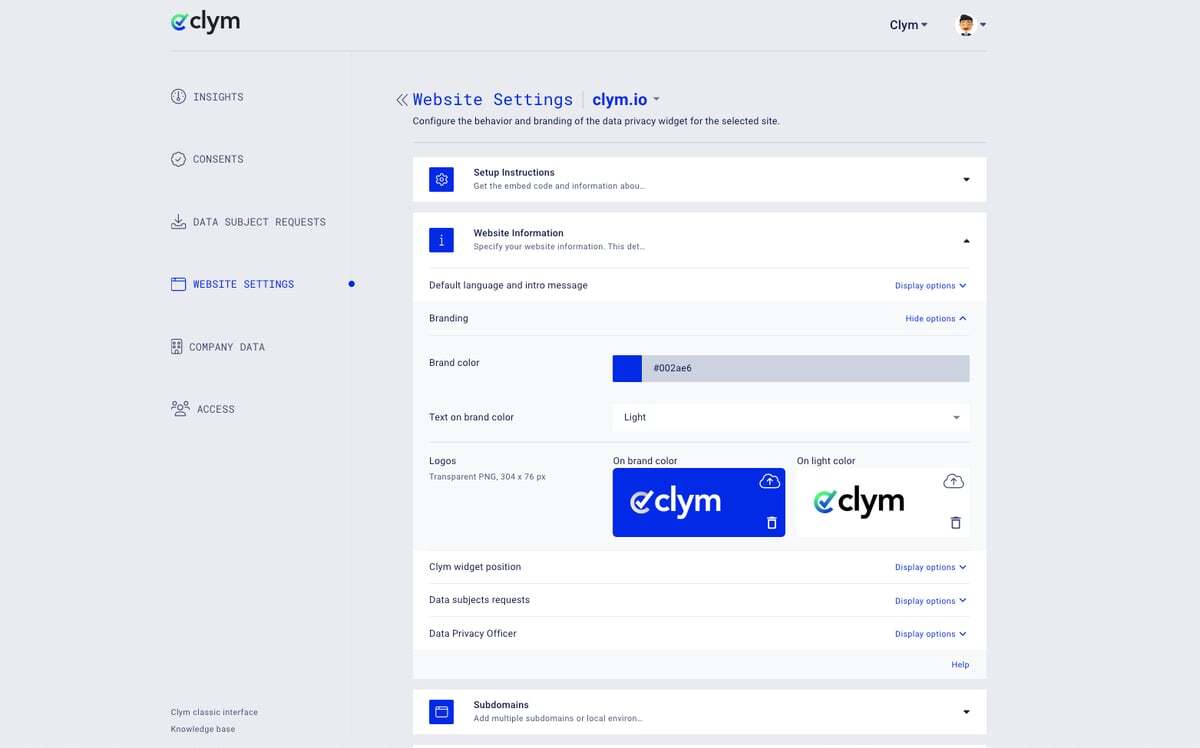 clym
Clym
INSIGHTS
CONSENTS
DATA SUBJECT REQUESTS
WEBSITE SETTINGS
COMPANY DATA
ACCESS
Clym classic interface
Knowledge base
Website Settings clym.io
Configure the behavior and branding of the data privacy widget for the selected site.
Setup Instructions
Get the embed code and information abou...
Website Information
Specify your website information. This det...
Default language and intro message Display options
Branding Hide options
Brand color #002ae6
Text on brand color Light
Logos On brand color On light color
Transparent PNG, 304 x 76 px
clym clym
Clym widget position Display options
Data subjects requests Display options
Data Privacy Officer Display options
Help
Subdomains
Add multiple subdomains or local environ...